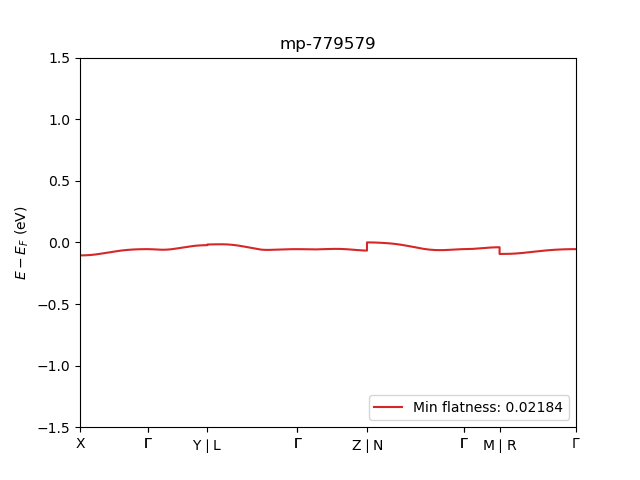 mp-779579
E − E_F (eV)
1.5
1.0
0.5
0.0
−0.5
−1.0
−1.5
Min flatness: 0.02184
X Γ Y | L Γ Z | N Γ M | R Γ